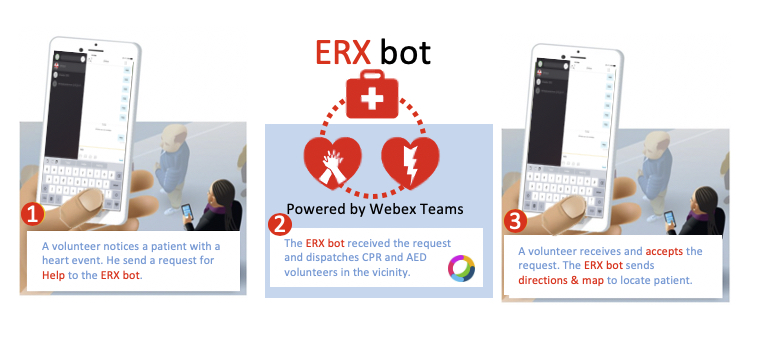 ERX bot
Powered by Webex Teams
1
A volunteer notices a patient with a
heart event. He send a request for
Help to the ERX bot.
2
The ERX bot received the request
and dispatches CPR and AED
volunteers in the vicinity.
3
A volunteer receives and accepts the
request. The ERX bot sends
directions & map to locate patient.